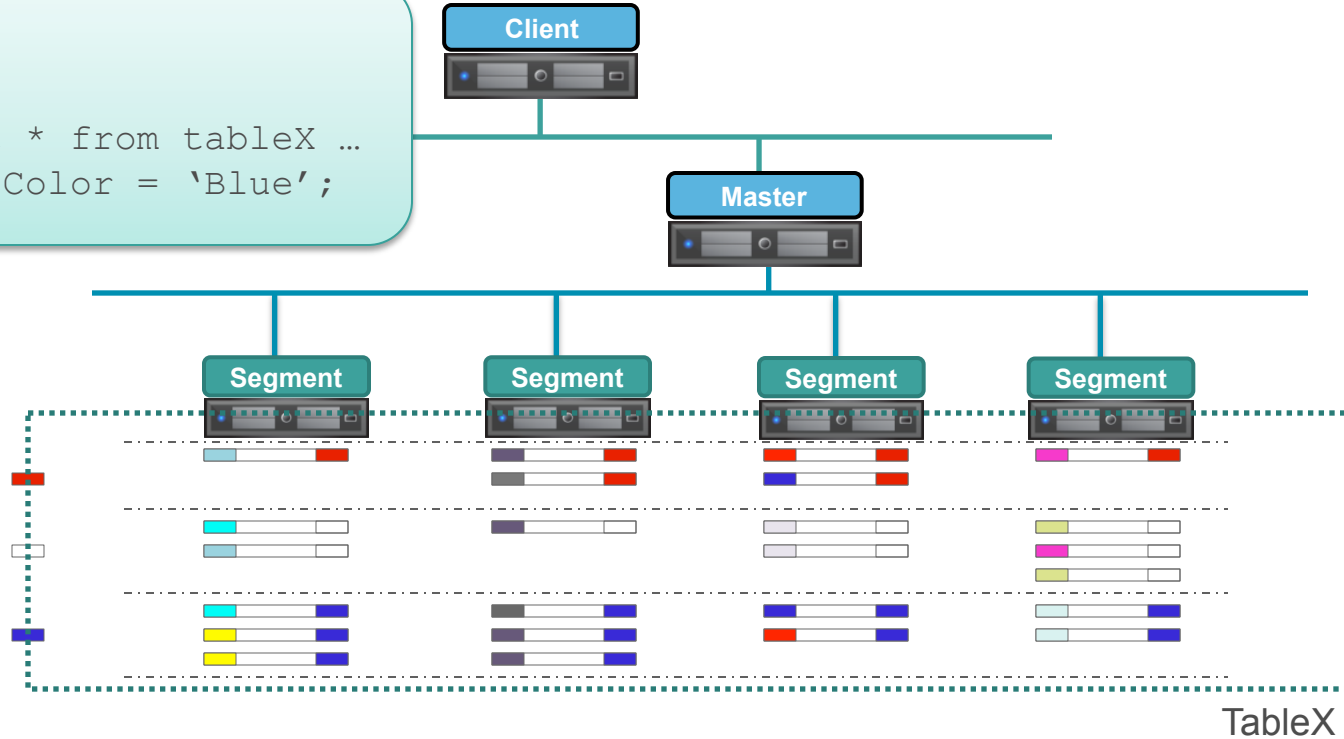 Client
* from tableX …
Color = ‘Blue’;
Master
Segment Segment Segment Segment
TableX